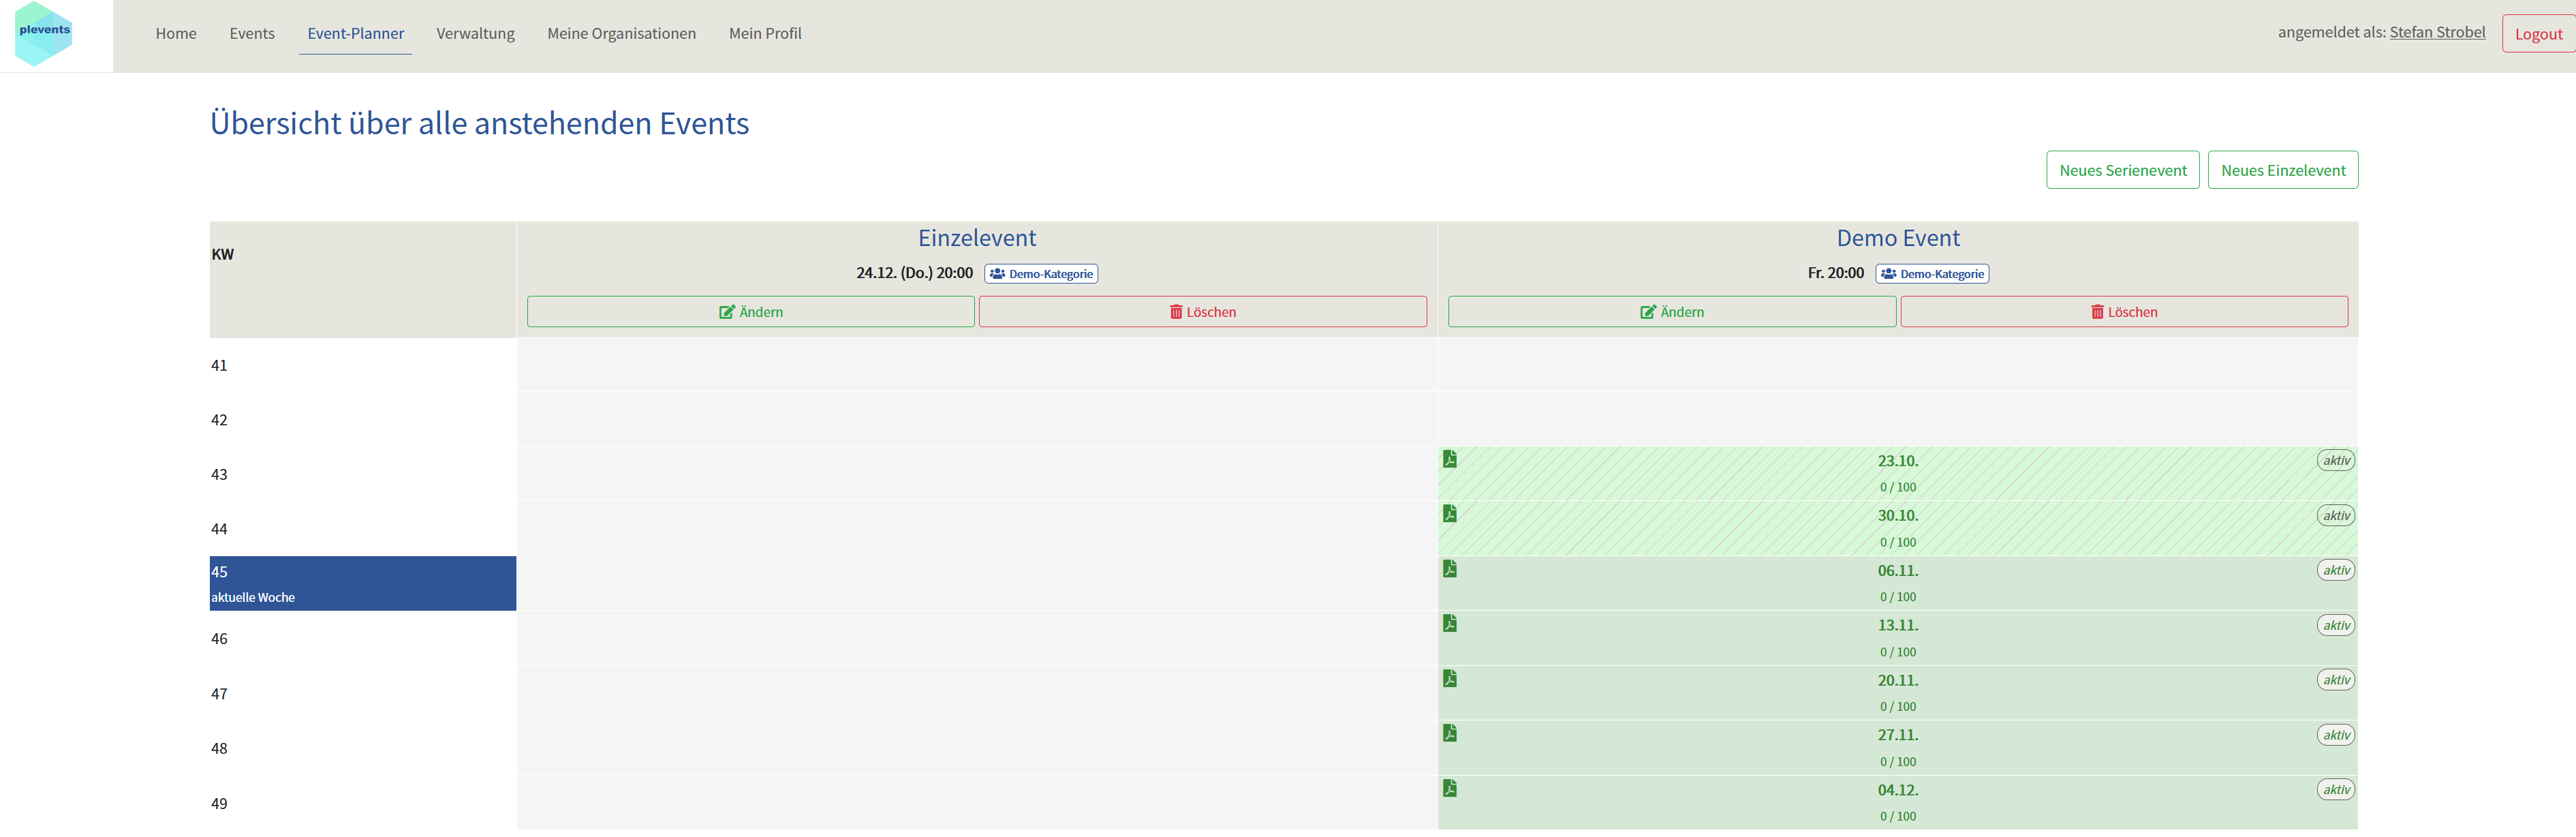 plevents
Home Events Event-Planner Verwaltung Meine Organisationen Mein Profil angemeldet als: Stefan Strobel Logout
Übersicht über alle anstehenden Events
Neues Serienevent Neues Einzelevent
KW
Einzelevent
24.12. (Do.) 20:00 Demo-Kategorie
Ändern Löschen
Demo Event
Fr. 20:00 Demo-Kategorie
Ändern Löschen
41
42
43
23.10. aktiv
0 / 100
44
30.10. aktiv
0 / 100
45
aktuelle Woche
06.11. aktiv
0 / 100
46
13.11. aktiv
0 / 100
47
20.11. aktiv
0 / 100
48
27.11. aktiv
0 / 100
49
04.12. aktiv
0 / 100